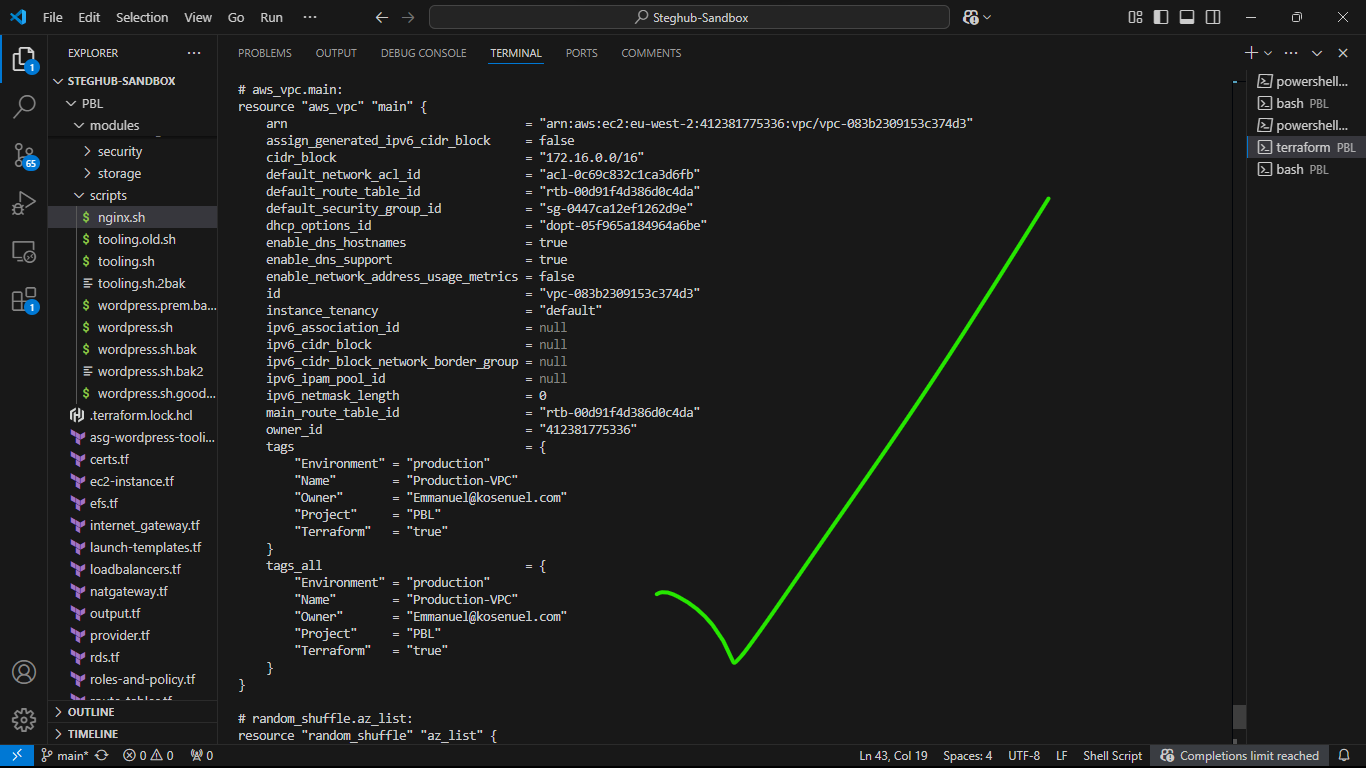 File Edit Selection View Go Run ···
Steghub-Sandbox
EXPLORER ···
STEGHUB-SANDBOX
PBL
modules
security
storage
scripts
$ nginx.sh
$ tooling.old.sh
$ tooling.sh
tooling.sh.2bak
$ wordpress.prem.ba...
$ wordpress.sh
$ wordpress.sh.bak
wordpress.sh.bak2
$ wordpress.sh.good...
.terraform.lock.hcl
asg-wordpress-tooli...
certs.tf
ec2-instance.tf
efs.tf
internet_gateway.tf
launch-templates.tf
loadbalancers.tf
natgateway.tf
output.tf
provider.tf
rds.tf
roles-and-policy.tf
OUTLINE
TIMELINE
1
65
1
PROBLEMS OUTPUT DEBUG CONSOLE TERMINAL PORTS COMMENTS
# aws_vpc.main:
resource "aws_vpc" "main" {
arn = "arn:aws:ec2:eu-west-2:412381775336:vpc/vpc-083b2309153c374d3"
assign_generated_ipv6_cidr_block = false
cidr_block = "172.16.0.0/16"
default_network_acl_id = "acl-0c69c832c1ca3d6fb"
default_route_table_id = "rtb-00d91f4d386d0c4da"
default_security_group_id = "sg-0447ca12ef1262d9e"
dhcp_options_id = "dopt-05f965a184964a6be"
enable_dns_hostnames = true
enable_dns_support = true
enable_network_address_usage_metrics = false
id = "vpc-083b2309153c374d3"
instance_tenancy = "default"
ipv6_association_id = null
ipv6_cidr_block = null
ipv6_cidr_block_network_border_group = null
ipv6_ipam_pool_id = null
ipv6_netmask_length = 0
main_route_table_id = "rtb-00d91f4d386d0c4da"
owner_id = "412381775336"
tags = {
"Environment" = "production"
"Name" = "Production-VPC"
"Owner" = "Emmanuel@kosenuel.com"
"Project" = "PBL"
"Terraform" = "true"
}
tags_all = {
"Environment" = "production"
"Name" = "Production-VPC"
"Owner" = "Emmanuel@kosenuel.com"
"Project" = "PBL"
"Terraform" = "true"
}
}
# random_shuffle.az_list:
resource "random_shuffle" "az_list" {
powershell...
bash PBL
powershell...
terraform PBL
bash PBL
main* 0 0 0 Ln 43, Col 19 Spaces: 4 UTF-8 LF Shell Script Completions limit reached